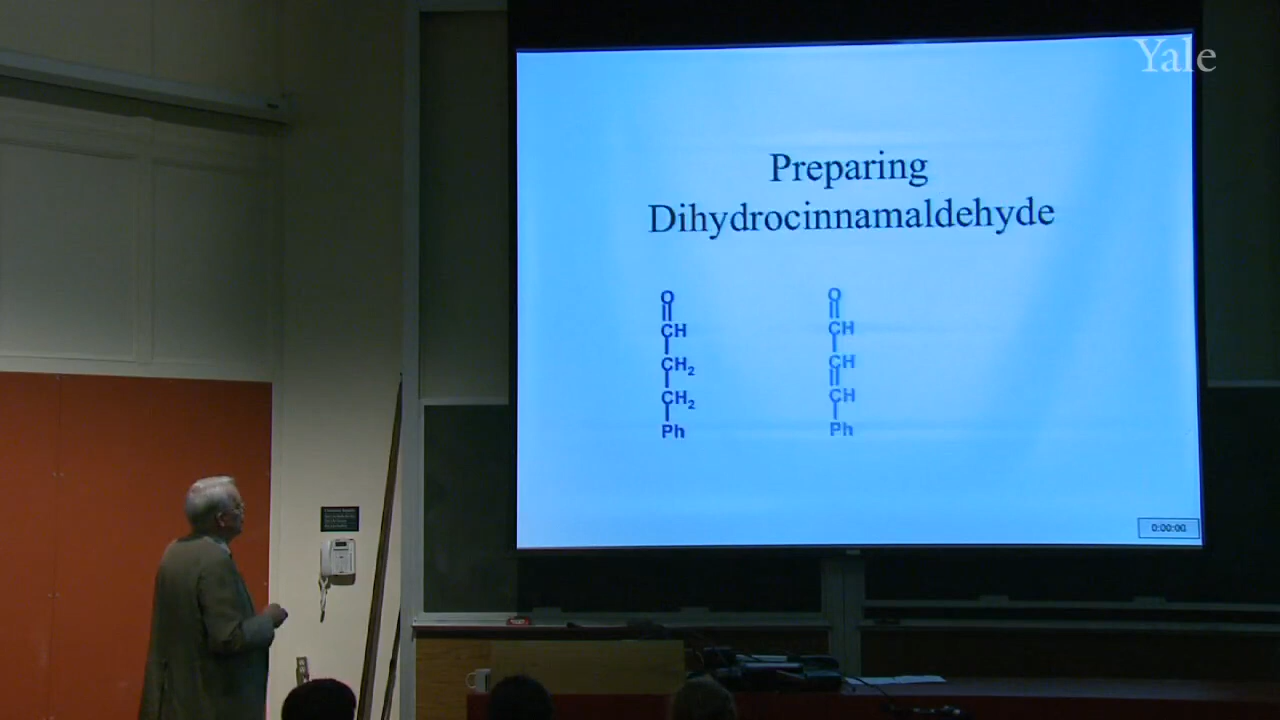 Yale
Preparing
Dihydrocinnamaldehyde
O O
CH CH
CH₂ CH
CH₂ CH
Ph Ph
0:00:00